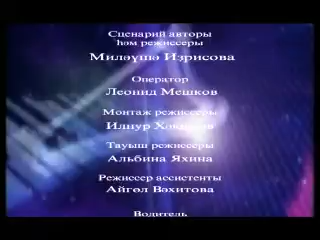 Сценарий авторы
һәм режиссеры
Миләүшә Изрисова
Оператор
Леонид Мешков
Монтаж режиссеры
Илнур
Тавыш режиссеры
Альбина Яхина
Режиссер ассистенты
Айгөл Вәхитова
Водитель